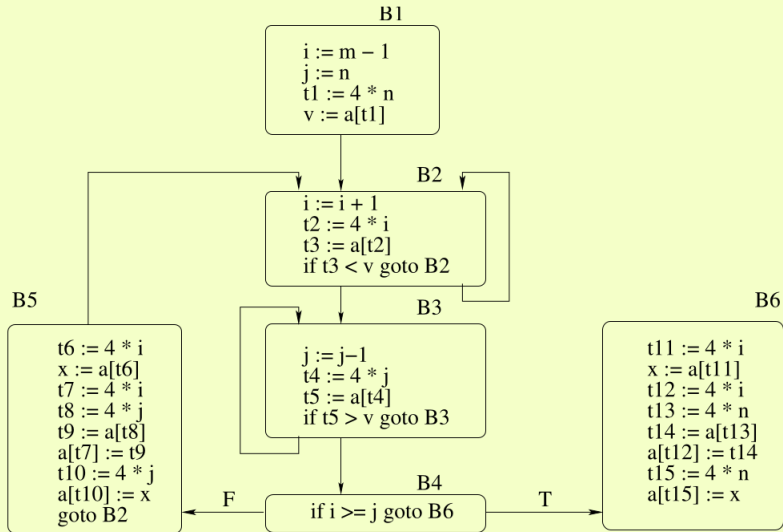 B1
i := m − 1
j := n
t1 := 4 * n
v := a[t1]
B2
i := i + 1
t2 := 4 * i
t3 := a[t2]
if t3 < v goto B2
B3
j := j−1
t4 := 4 * j
t5 := a[t4]
if t5 > v goto B3
B4
F
if i >= j goto B6
T
B5
t6 := 4 * i
x := a[t6]
t7 := 4 * i
t8 := 4 * j
t9 := a[t8]
a[t7] := t9
t10 := 4 * j
a[t10] := x
goto B2
B6
t11 := 4 * i
x := a[t11]
t12 := 4 * i
t13 := 4 * n
t14 := a[t13]
a[t12] := t14
t15 := 4 * n
a[t15] := x